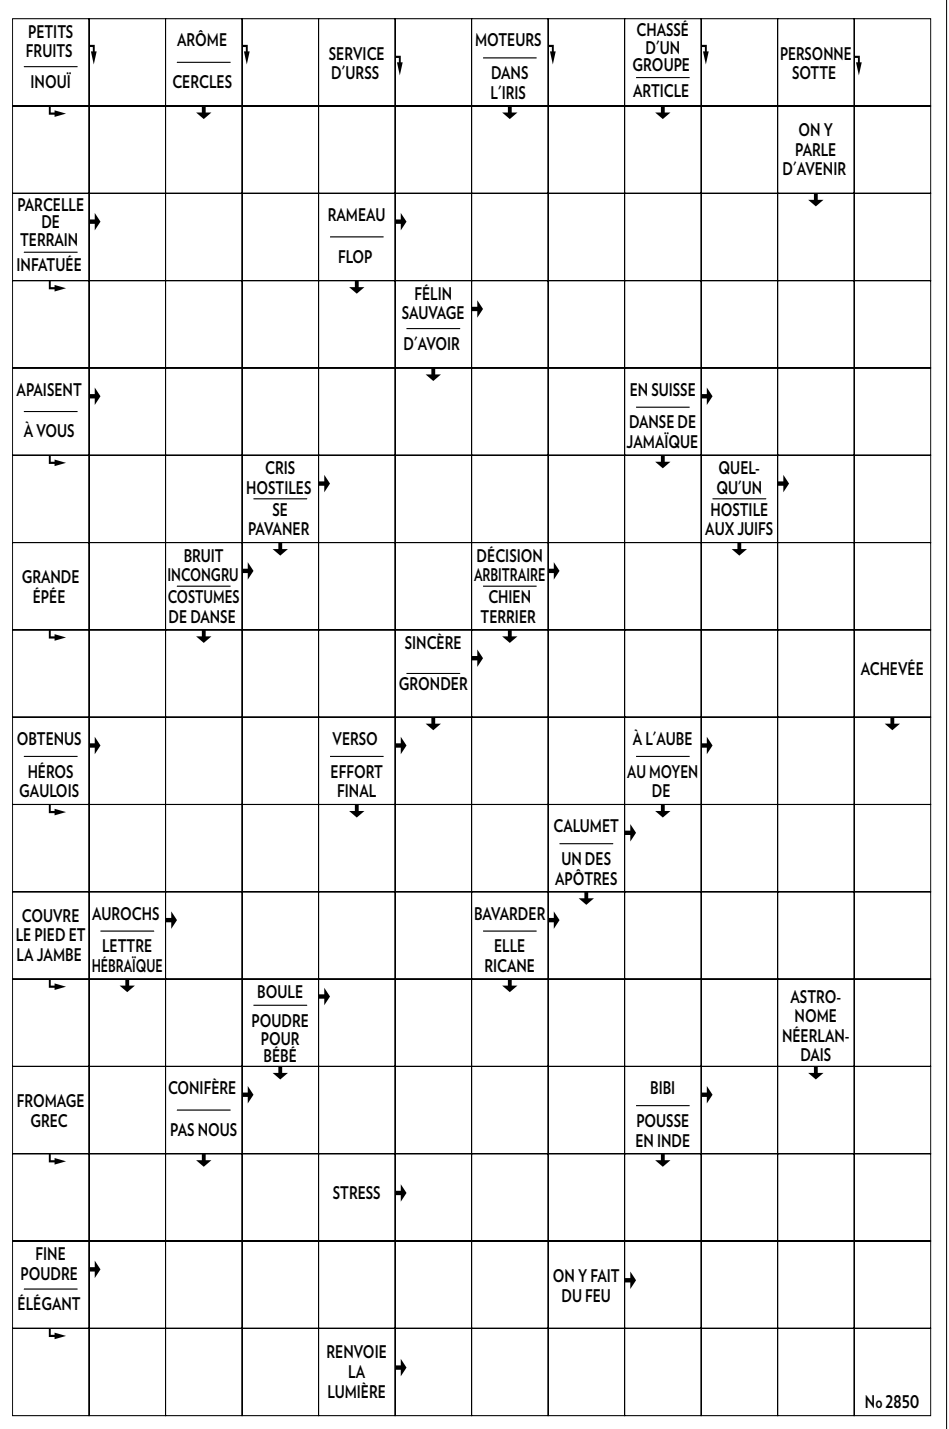 PETITS
FRUITS
INOUÏ
ARÔME
CERCLES
SERVICE
D'URSS
MOTEURS
DANS
L'IRIS
CHASSÉ
D'UN
GROUPE
ARTICLE
PERSONNE
SOTTE
ON Y
PARLE
D'AVENIR
PARCELLE
DE
TERRAIN
INFATUÉE
RAMEAU
FLOP
FÉLIN
SAUVAGE
D'AVOIR
APAISENT
À VOUS
EN SUISSE
DANSE DE
JAMAÏQUE
CRIS
HOSTILES
SE
PAVANER
QUEL-
QU'UN
HOSTILE
AUX JUIFS
GRANDE
ÉPÉE
BRUIT
INCONGRU
COSTUMES
DE DANSE
DÉCISION
ARBITRAIRE
CHIEN
TERRIER
SINCÈRE
GRONDER
ACHEVÉE
OBTENUS
HÉROS
GAULOIS
VERSO
EFFORT
FINAL
À L'AUBE
AU MOYEN
DE
CALUMET
UN DES
APÔTRES
COUVRE
LE PIED ET
LA JAMBE
AUROCHS
LETTRE
HÉBRAÏQUE
BAVARDER
ELLE
RICANE
BOULE
POUDRE
POUR
BÉBÉ
ASTRO-
NOME
NÉERLAN-
DAIS
FROMAGE
GREC
CONIFÈRE
PAS NOUS
BIBI
POUSSE
EN INDE
STRESS
FINE
POUDRE
ÉLÉGANT
ON Y FAIT
DU FEU
RENVOIE
LA
LUMIÈRE
No 2850